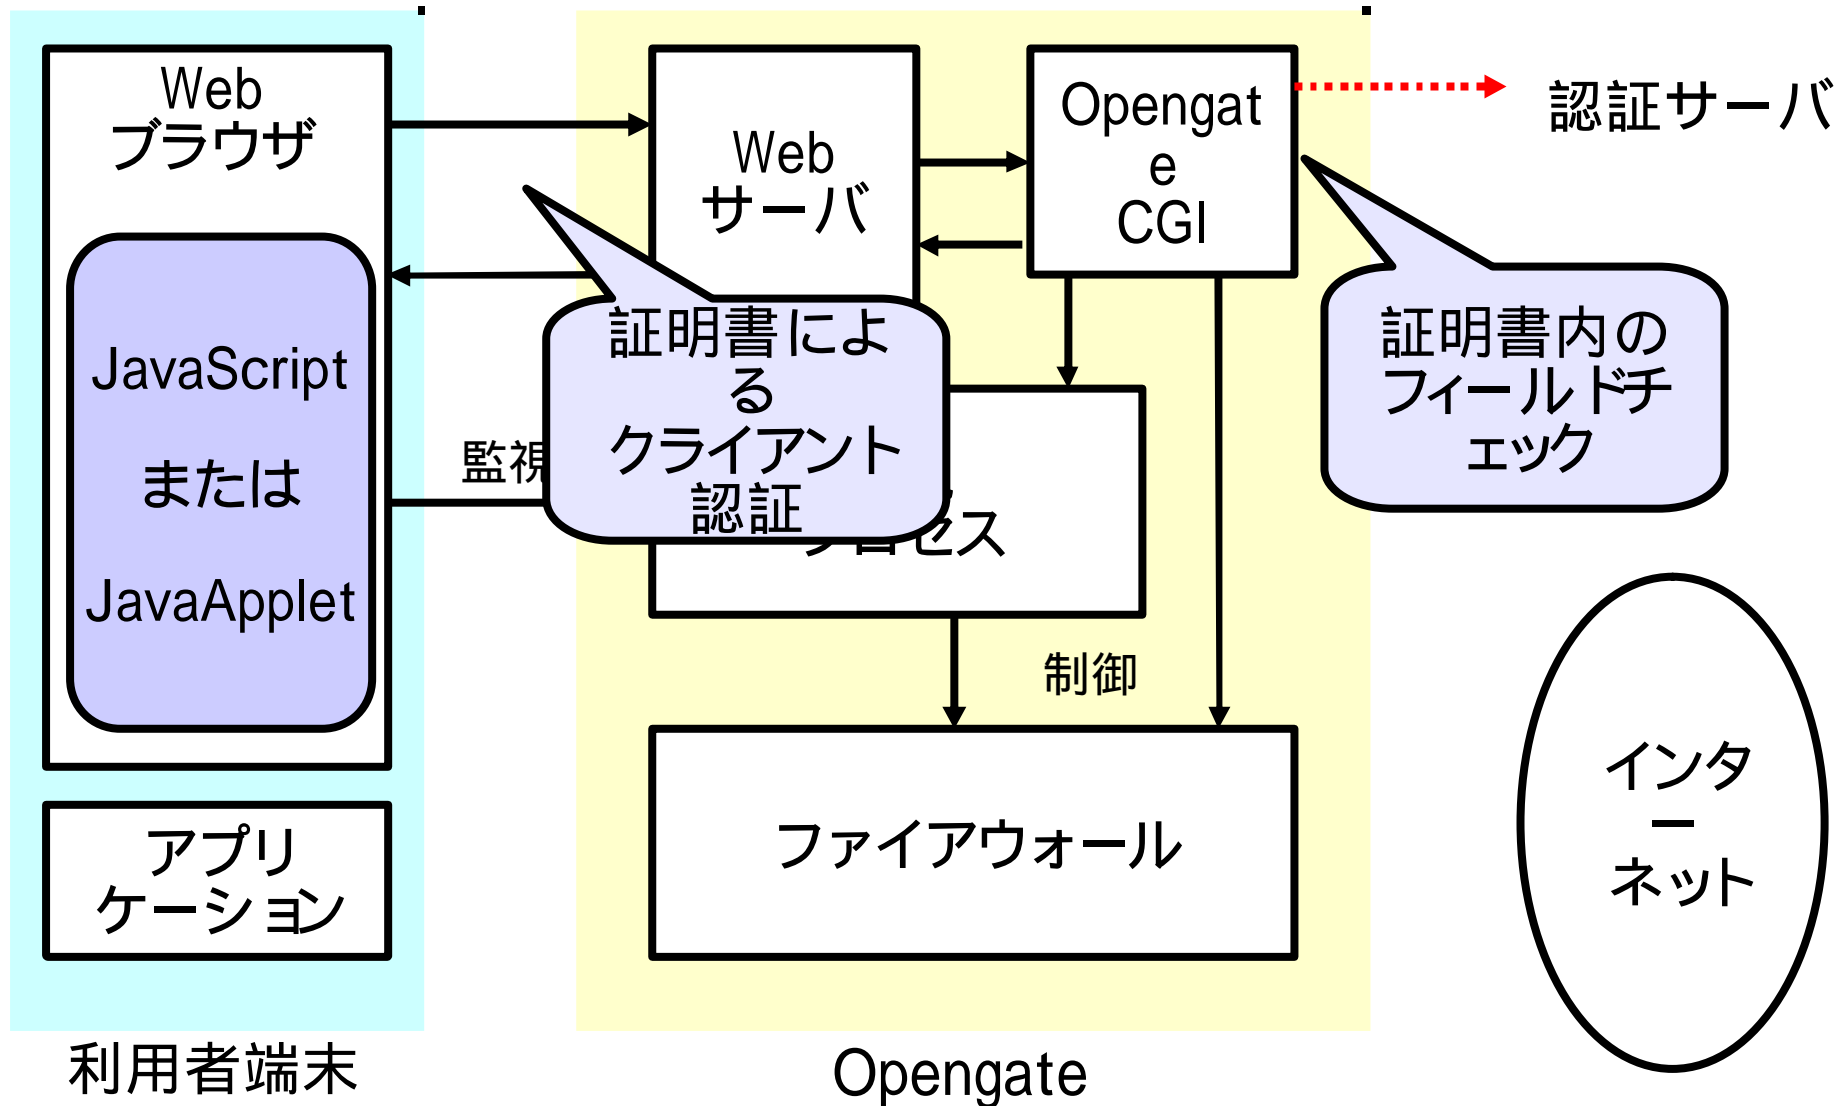 Web
ブラウザ
JavaScript
または
JavaApplet
アプリ
ケーション
利用者端末
監視
Web
サーバ
Opengat
e
CGI
認証サーバ
証明書によ
る
クライアント
認証
証明書内の
フィールドチ
ェック
プロセス
制御
ファイアウォール
インタ
ー
ネット
Opengate